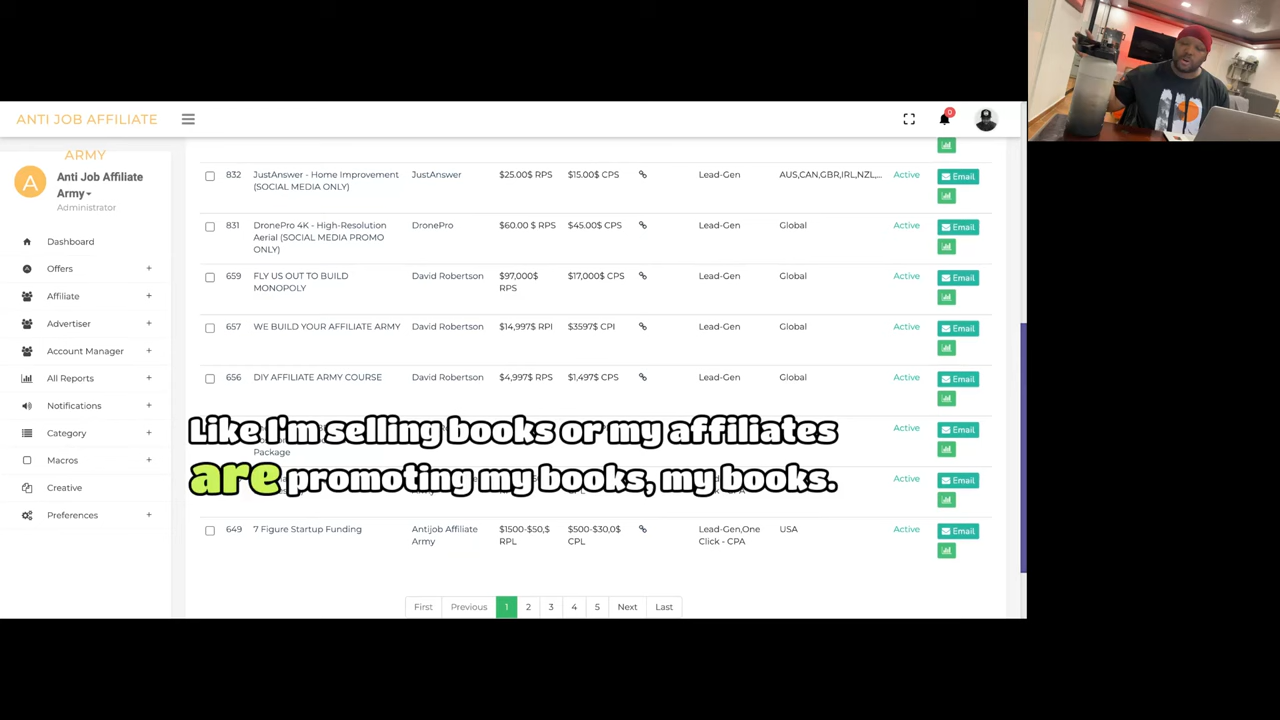 ANTI JOB AFFILIATE
ARMY
0
A
Anti Job Affiliate
Army
Administrator
Dashboard
Offers +
Affiliate +
Advertiser +
Account Manager +
All Reports +
Notifications +
Category +
Macros +
Creative
Preferences +
832 JustAnswer - Home Improvement JustAnswer $25.00$ RPS $15.00$ CPS Lead-Gen AUS,CAN,GBR,IRL,NZL,... Active Email
(SOCIAL MEDIA ONLY)
831 DronePro 4K - High-Resolution DronePro $60.00 $ RPS $45.00$ CPS Lead-Gen Global Active Email
Aerial (SOCIAL MEDIA PROMO
ONLY)
659 FLY US OUT TO BUILD David Robertson $97,000$ $17,000$ CPS Lead-Gen Global Active Email
MONOPOLY RPS
657 WE BUILD YOUR AFFILIATE ARMY David Robertson $14,997$ RPI $3597$ CPI Lead-Gen Global Active Email
656 DIY AFFILIATE ARMY COURSE David Robertson $4,997$ RPS $1,497$ CPS Lead-Gen Global Active Email
Like I'm selling books or my affiliates
are promoting my books, my books.
Active Email
Package
Active Email
649 7 Figure Startup Funding Antijob Affiliate $1500-$50,$ $500-$30,0$ Lead-Gen,One USA Active Email
Army RPL CPL Click - CPA
First Previous 1 2 3 4 5 Next Last